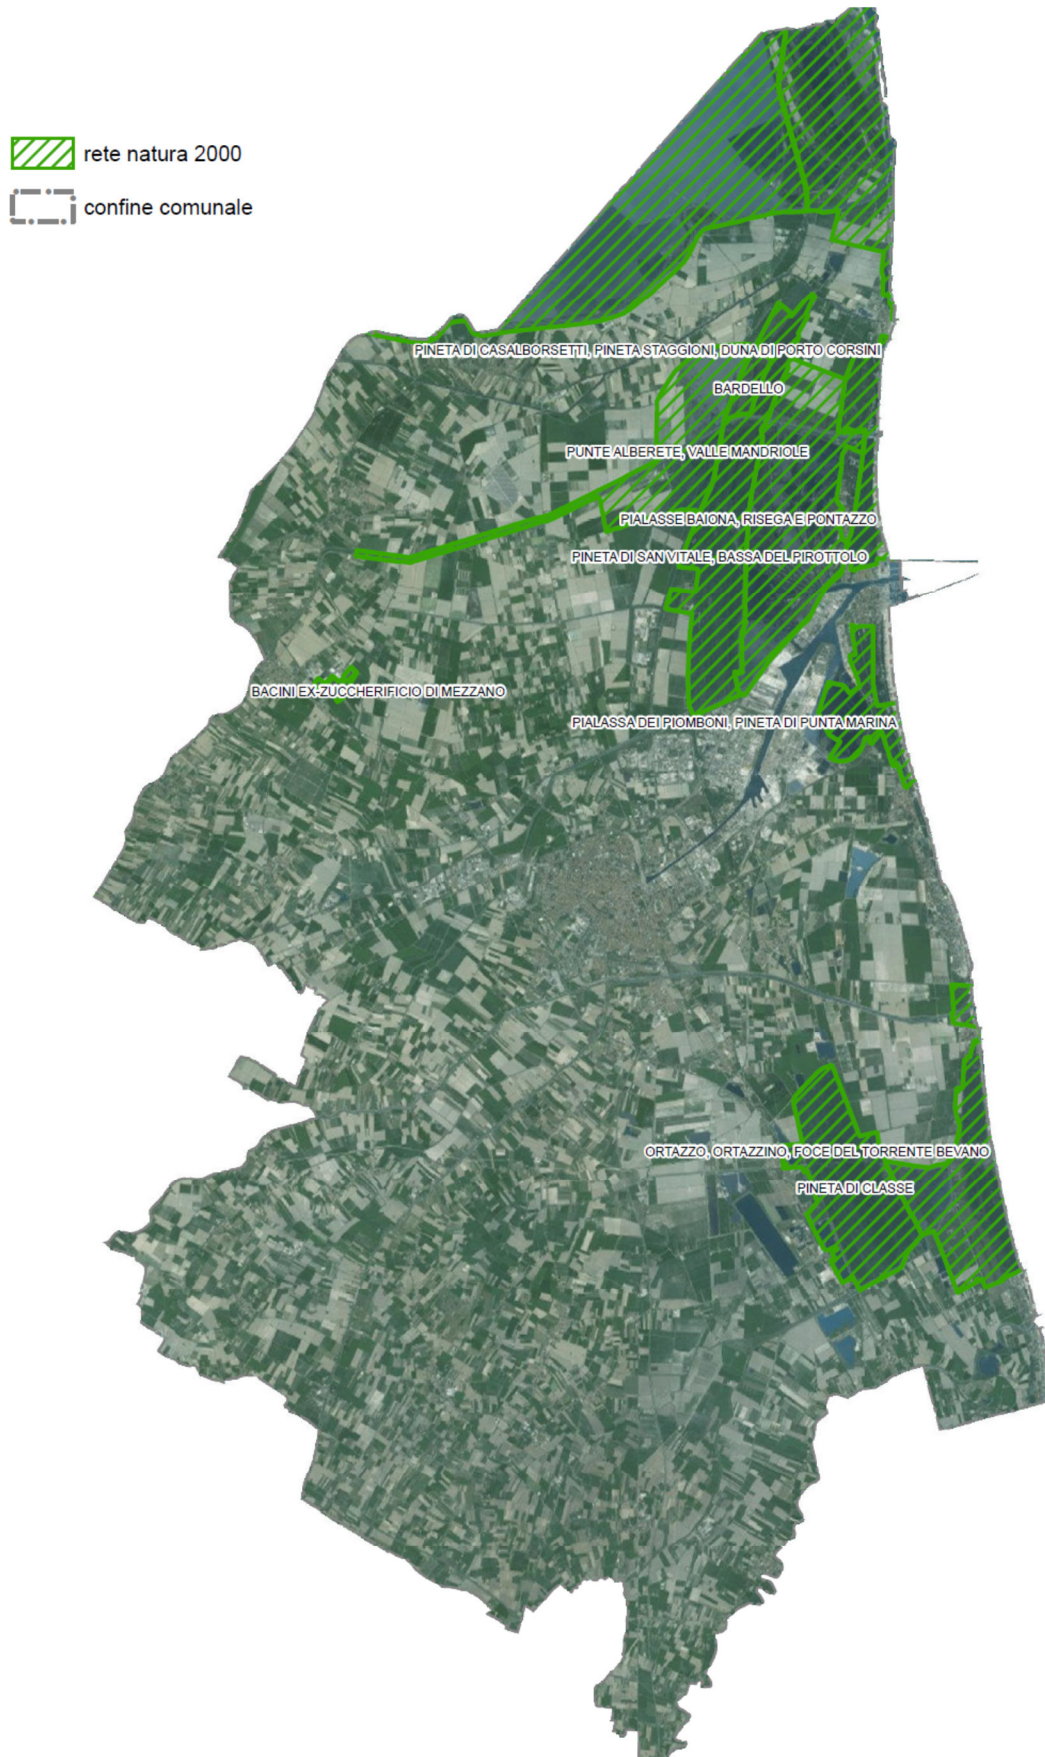 rete natura 2000
confine comunale
PINETA DI CASALBORSETTI, PINETA STAGGIONI, DUNA DI PORTO CORSINI
BARDELLO
PUNTE ALBERETE, VALLE MANDRIOLE
PIALASSE BAIONA, RISEGA E PONTAZZO
PINETA DI SAN VITALE, BASSA DEL PIROTTOLO
BACINI EX-ZUCCHERIFICIO DI MEZZANO
PIALASSA DEI PIOMBONI, PINETA DI PUNTA MARINA
ORTAZZO, ORTAZZINO, FOCE DEL TORRENTE BEVANO
PINETA DI CLASSE